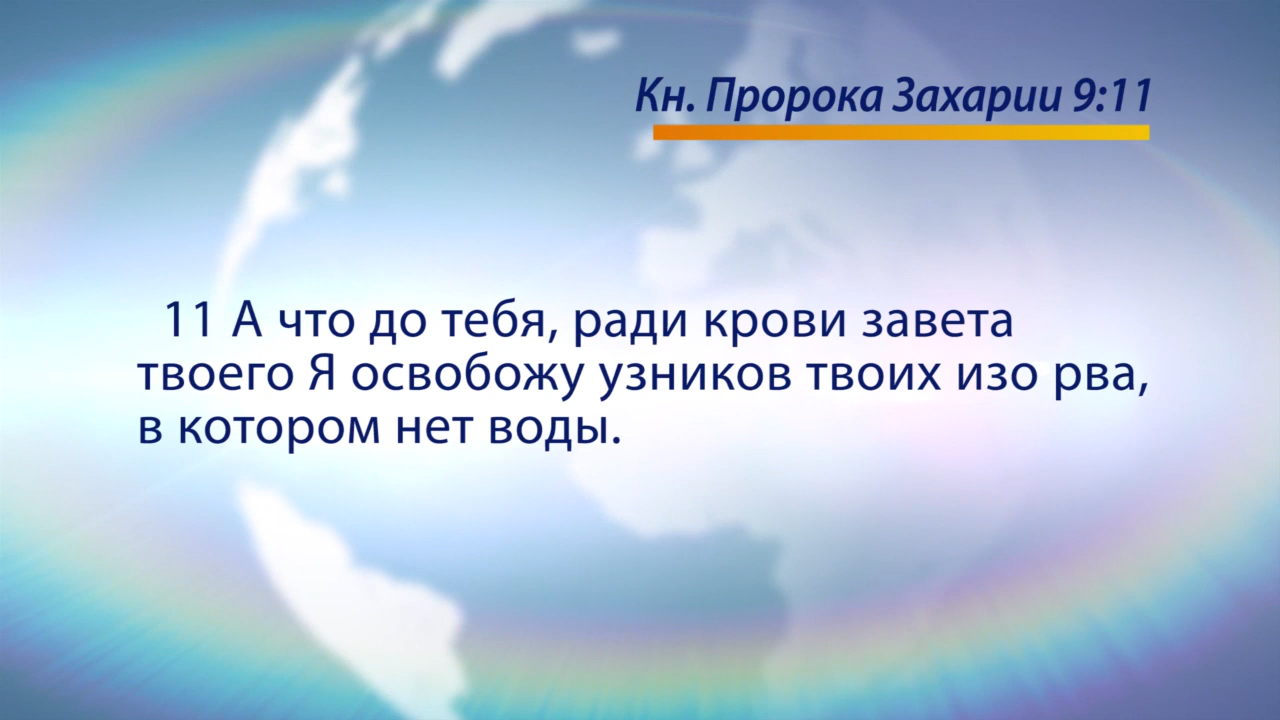 Кн. Пророка Захарии 9:11
11 А что до тебя, ради крови завета
твоего Я освобожу узников твоих изо рва,
в котором нет воды.